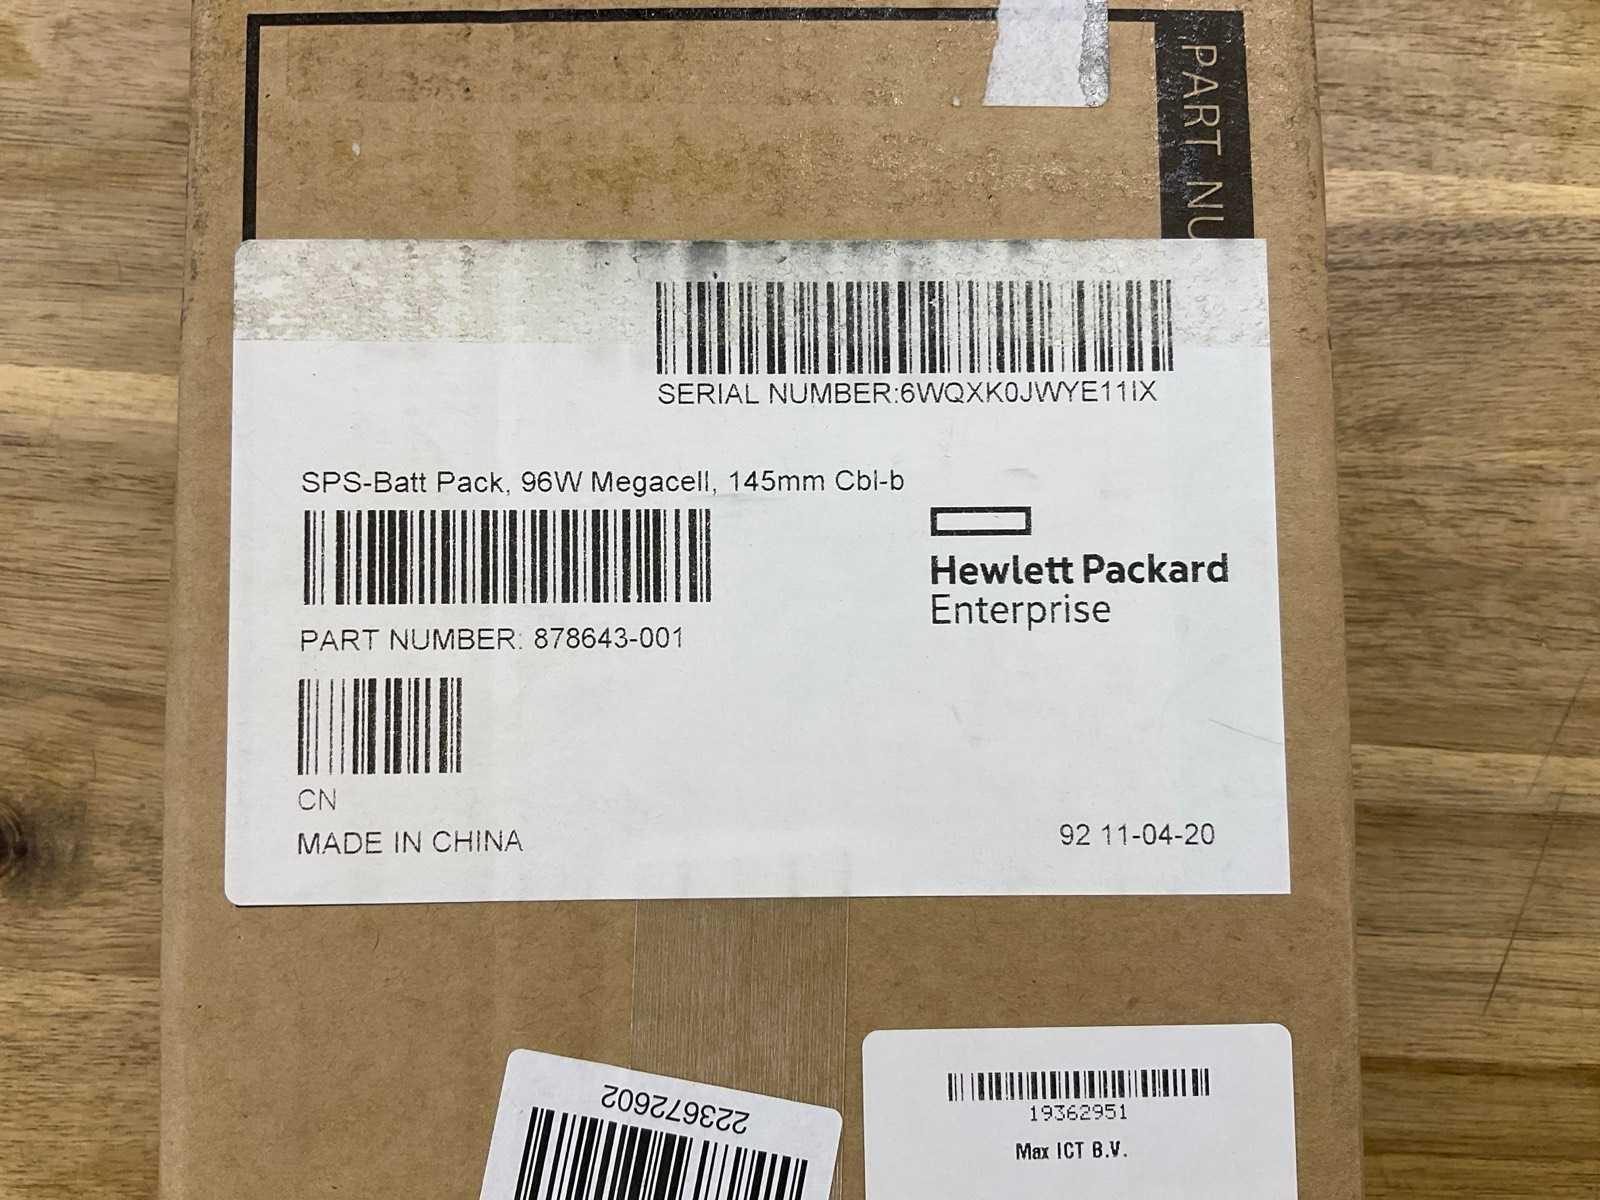 PART NU
SERIAL NUMBER:6WQXK0JWYE11IX
SPS-Batt Pack, 96W Megacell, 145mm Cbl-b
Hewlett Packard
Enterprise
PART NUMBER: 878643-001
CN
MADE IN CHINA
92 11-04-20
223672602
19362951
Max ICT B.V.